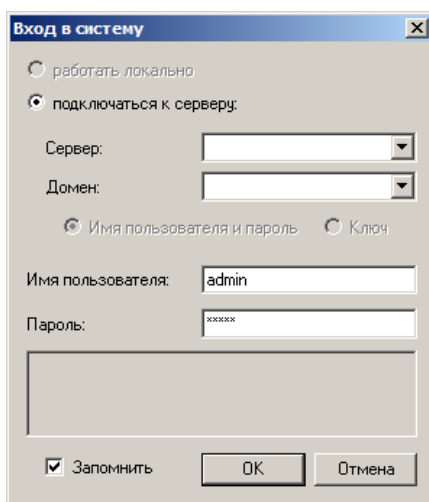 Вход в систему
работать локально
подключаться к серверу:
Сервер:
Домен:
Имя пользователя и пароль Ключ
Имя пользователя: admin
Пароль: ×××××
Запомнить OK Отмена